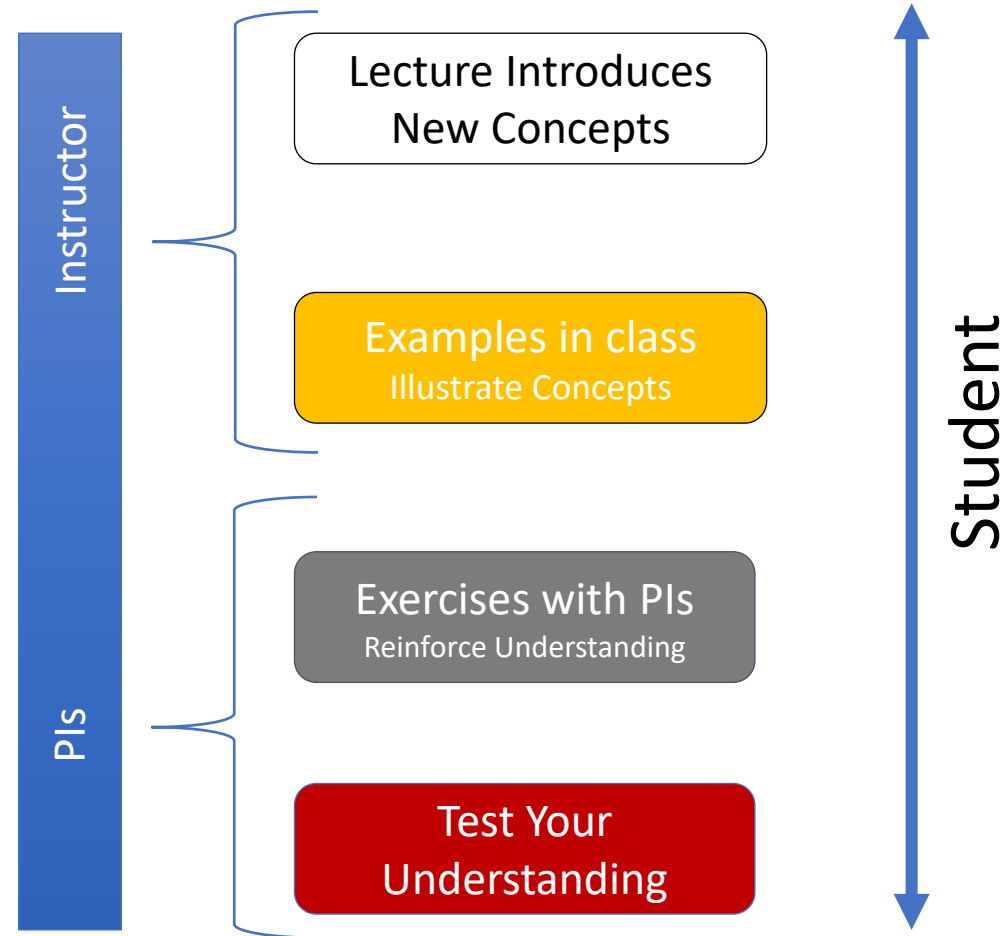 Instructor
Lecture Introduces
New Concepts
Examples in class
Illustrate Concepts
PIs
Exercises with PIs
Reinforce Understanding
Test Your
Understanding
Student